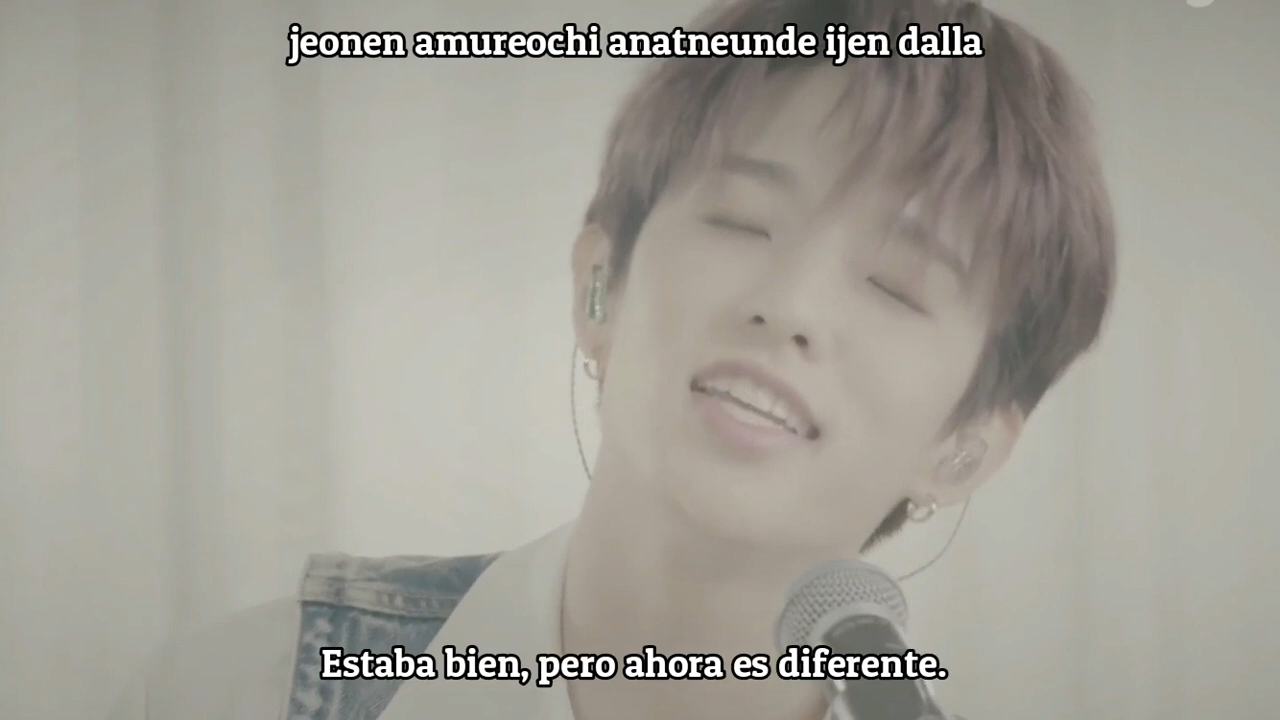 jeonen amureochi anatneunde ijen dalla
Estaba bien, pero ahora es diferente.